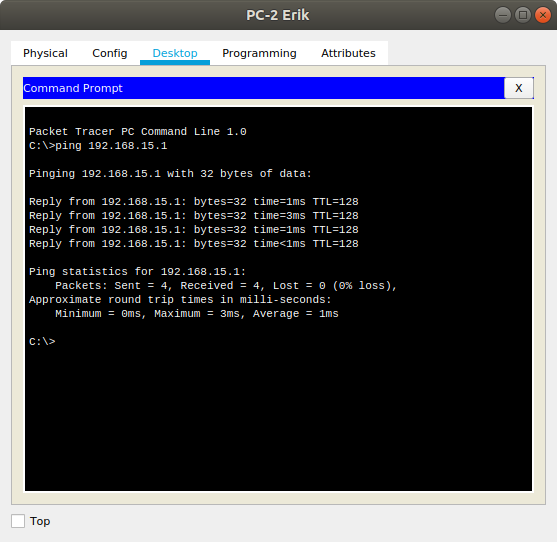 PC-2 Erik
Physical Config Desktop Programming Attributes
Command Prompt X
Packet Tracer PC Command Line 1.0
C:\>ping 192.168.15.1
Pinging 192.168.15.1 with 32 bytes of data:
Reply from 192.168.15.1: bytes=32 time=1ms TTL=128
Reply from 192.168.15.1: bytes=32 time=3ms TTL=128
Reply from 192.168.15.1: bytes=32 time=1ms TTL=128
Reply from 192.168.15.1: bytes=32 time<1ms TTL=128
Ping statistics for 192.168.15.1:
Packets: Sent = 4, Received = 4, Lost = 0 (0% loss),
Approximate round trip times in milli-seconds:
Minimum = 0ms, Maximum = 3ms, Average = 1ms
C:\>
Top